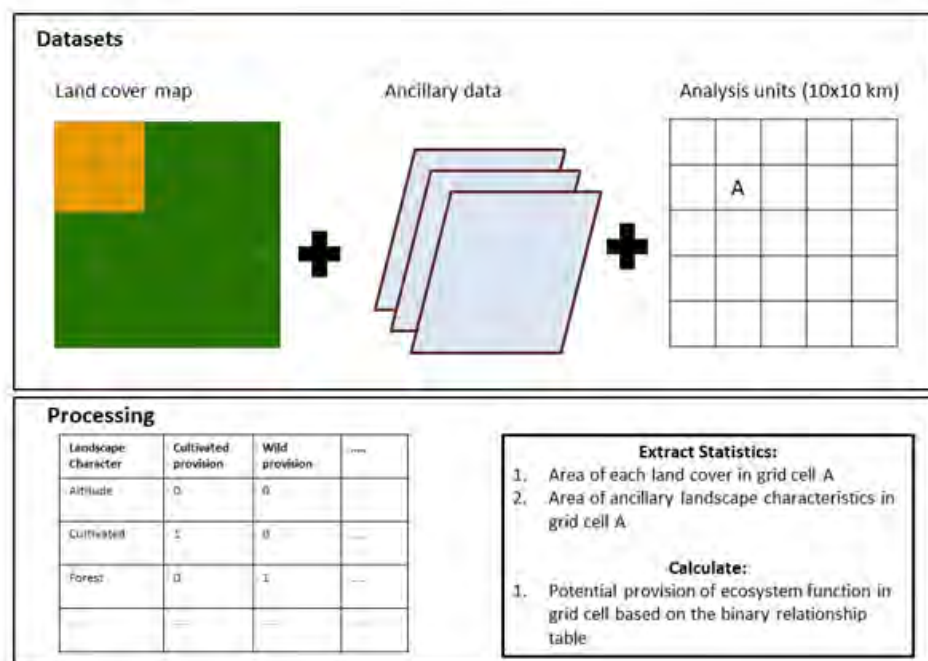 Datasets
Land cover map
Ancillary data
Analysis units (10x10 km)
A
Processing
Landscape Character
Cultivated provision
Wild provision
.....
Altitude
0
0
Cultivated
1
0
.....
Forest
0
1
.....
Extract Statistics:
1. Area of each land cover in grid cell A
2. Area of ancillary landscape characteristics in
grid cell A
Calculate:
1. Potential provision of ecosystem function in
grid cell based on the binary relationship
table